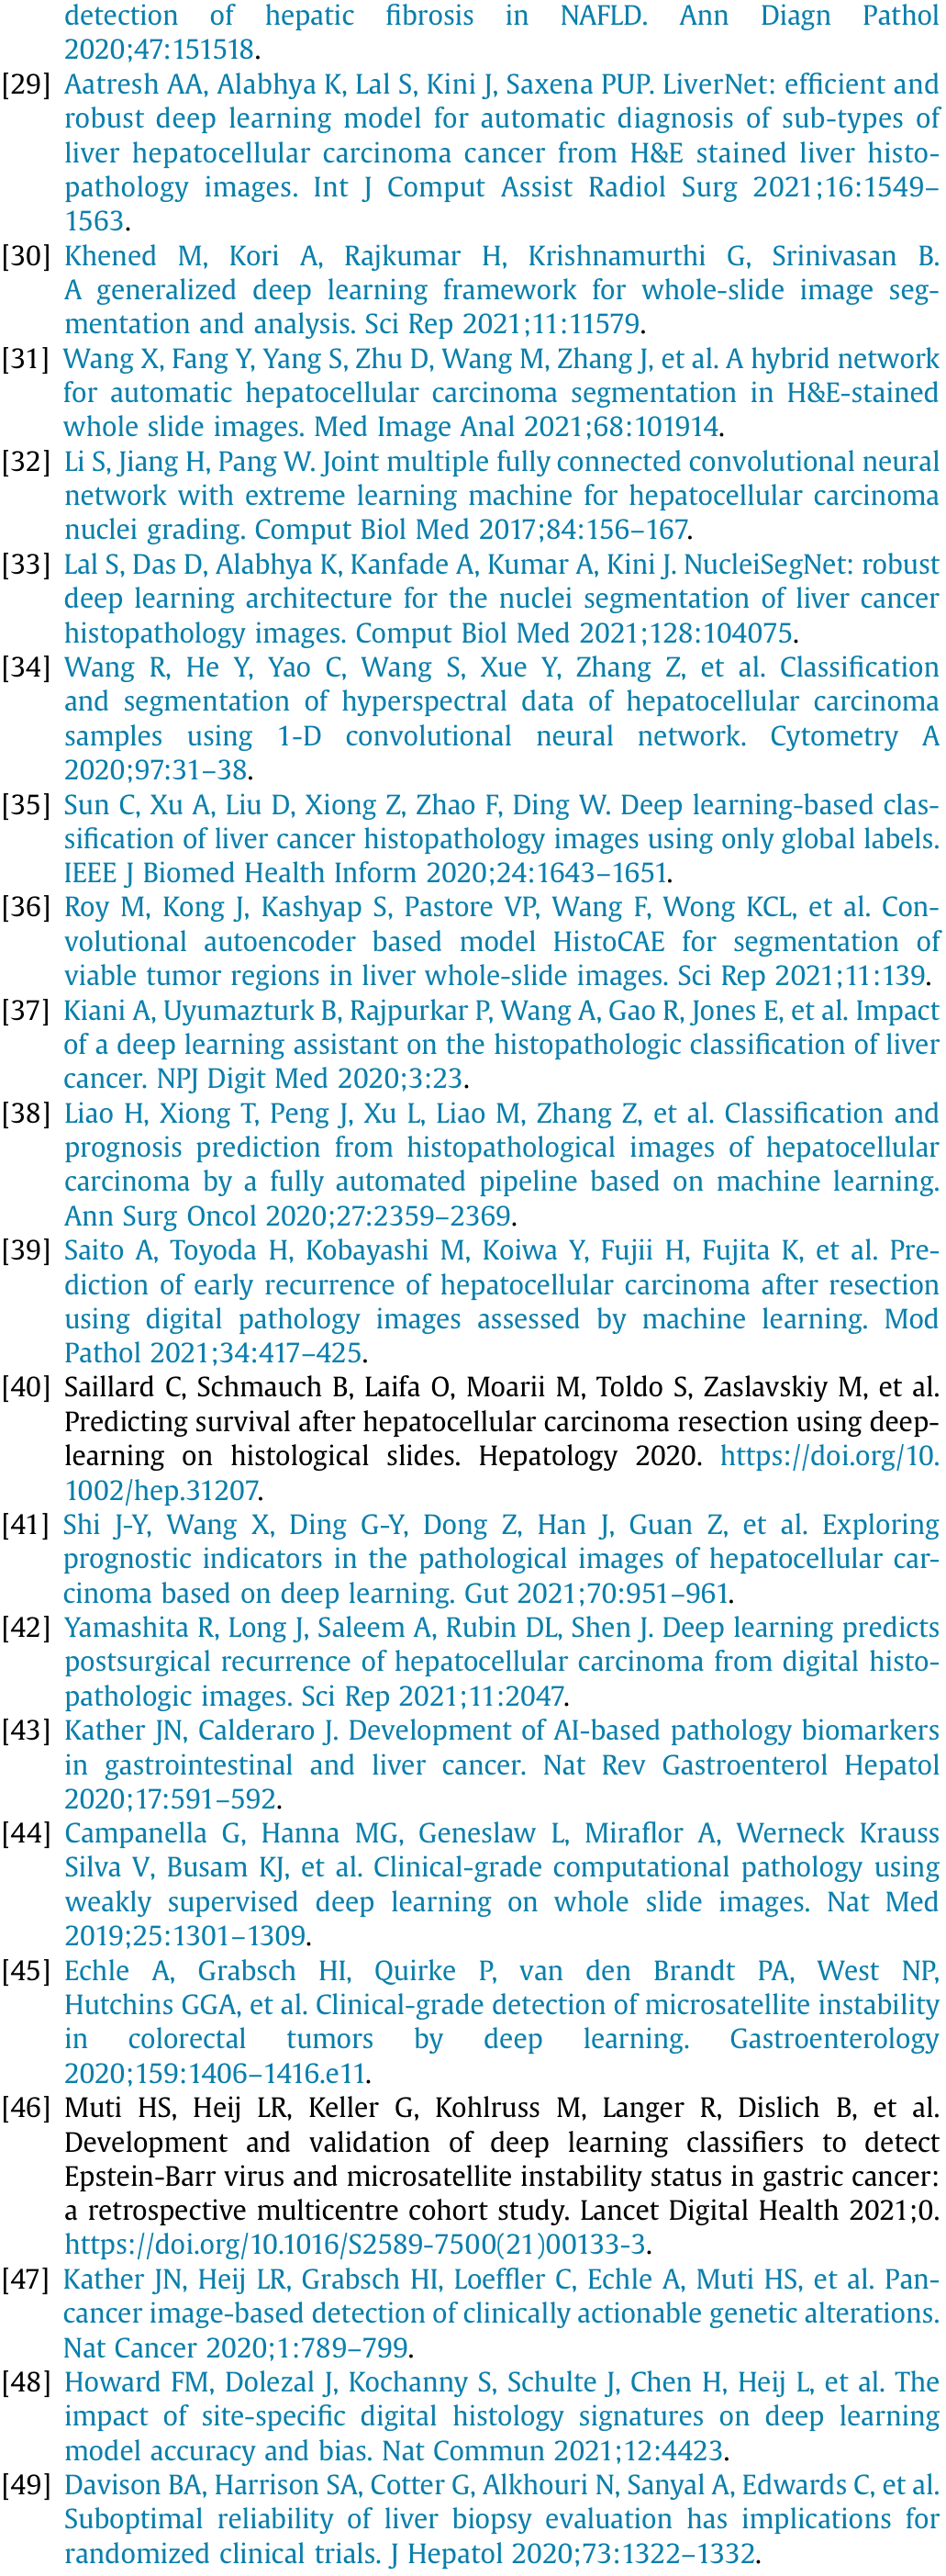 detection of hepatic fibrosis in NAFLD. Ann Diagn Pathol
2020;47:151518.
[29] Aatresh AA, Alabhya K, Lal S, Kini J, Saxena PUP. LiverNet: efficient and
robust deep learning model for automatic diagnosis of sub-types of
liver hepatocellular carcinoma cancer from H&E stained liver histo-
pathology images. Int J Comput Assist Radiol Surg 2021;16:1549–
1563.
[30] Khened M, Kori A, Rajkumar H, Krishnamurthi G, Srinivasan B.
A generalized deep learning framework for whole-slide image seg-
mentation and analysis. Sci Rep 2021;11:11579.
[31] Wang X, Fang Y, Yang S, Zhu D, Wang M, Zhang J, et al. A hybrid network
for automatic hepatocellular carcinoma segmentation in H&E-stained
whole slide images. Med Image Anal 2021;68:101914.
[32] Li S, Jiang H, Pang W. Joint multiple fully connected convolutional neural
network with extreme learning machine for hepatocellular carcinoma
nuclei grading. Comput Biol Med 2017;84:156–167.
[33] Lal S, Das D, Alabhya K, Kanfade A, Kumar A, Kini J. NucleiSegNet: robust
deep learning architecture for the nuclei segmentation of liver cancer
histopathology images. Comput Biol Med 2021;128:104075.
[34] Wang R, He Y, Yao C, Wang S, Xue Y, Zhang Z, et al. Classification
and segmentation of hyperspectral data of hepatocellular carcinoma
samples using 1-D convolutional neural network. Cytometry A
2020;97:31–38.
[35] Sun C, Xu A, Liu D, Xiong Z, Zhao F, Ding W. Deep learning-based clas-
sification of liver cancer histopathology images using only global labels.
IEEE J Biomed Health Inform 2020;24:1643–1651.
[36] Roy M, Kong J, Kashyap S, Pastore VP, Wang F, Wong KCL, et al. Con-
volutional autoencoder based model HistoCAE for segmentation of
viable tumor regions in liver whole-slide images. Sci Rep 2021;11:139.
[37] Kiani A, Uyumazturk B, Rajpurkar P, Wang A, Gao R, Jones E, et al. Impact
of a deep learning assistant on the histopathologic classification of liver
cancer. NPJ Digit Med 2020;3:23.
[38] Liao H, Xiong T, Peng J, Xu L, Liao M, Zhang Z, et al. Classification and
prognosis prediction from histopathological images of hepatocellular
carcinoma by a fully automated pipeline based on machine learning.
Ann Surg Oncol 2020;27:2359–2369.
[39] Saito A, Toyoda H, Kobayashi M, Koiwa Y, Fujii H, Fujita K, et al. Pre-
diction of early recurrence of hepatocellular carcinoma after resection
using digital pathology images assessed by machine learning. Mod
Pathol 2021;34:417–425.
[40] Saillard C, Schmauch B, Laifa O, Moarii M, Toldo S, Zaslavskiy M, et al.
Predicting survival after hepatocellular carcinoma resection using deep-
learning on histological slides. Hepatology 2020. https://doi.org/10.
1002/hep.31207.
[41] Shi J-Y, Wang X, Ding G-Y, Dong Z, Han J, Guan Z, et al. Exploring
prognostic indicators in the pathological images of hepatocellular car-
cinoma based on deep learning. Gut 2021;70:951–961.
[42] Yamashita R, Long J, Saleem A, Rubin DL, Shen J. Deep learning predicts
postsurgical recurrence of hepatocellular carcinoma from digital histo-
pathologic images. Sci Rep 2021;11:2047.
[43] Kather JN, Calderaro J. Development of AI-based pathology biomarkers
in gastrointestinal and liver cancer. Nat Rev Gastroenterol Hepatol
2020;17:591–592.
[44] Campanella G, Hanna MG, Geneslaw L, Miraflor A, Werneck Krauss
Silva V, Busam KJ, et al. Clinical-grade computational pathology using
weakly supervised deep learning on whole slide images. Nat Med
2019;25:1301–1309.
[45] Echle A, Grabsch HI, Quirke P, van den Brandt PA, West NP,
Hutchins GGA, et al. Clinical-grade detection of microsatellite instability
in colorectal tumors by deep learning. Gastroenterology
2020;159:1406–1416.e11.
[46] Muti HS, Heij LR, Keller G, Kohlruss M, Langer R, Dislich B, et al.
Development and validation of deep learning classifiers to detect
Epstein-Barr virus and microsatellite instability status in gastric cancer:
a retrospective multicentre cohort study. Lancet Digital Health 2021;0.
https://doi.org/10.1016/S2589-7500(21)00133-3.
[47] Kather JN, Heij LR, Grabsch HI, Loeffler C, Echle A, Muti HS, et al. Pan-
cancer image-based detection of clinically actionable genetic alterations.
Nat Cancer 2020;1:789–799.
[48] Howard FM, Dolezal J, Kochanny S, Schulte J, Chen H, Heij L, et al. The
impact of site-specific digital histology signatures on deep learning
model accuracy and bias. Nat Commun 2021;12:4423.
[49] Davison BA, Harrison SA, Cotter G, Alkhouri N, Sanyal A, Edwards C, et al.
Suboptimal reliability of liver biopsy evaluation has implications for
randomized clinical trials. J Hepatol 2020;73:1322–1332.